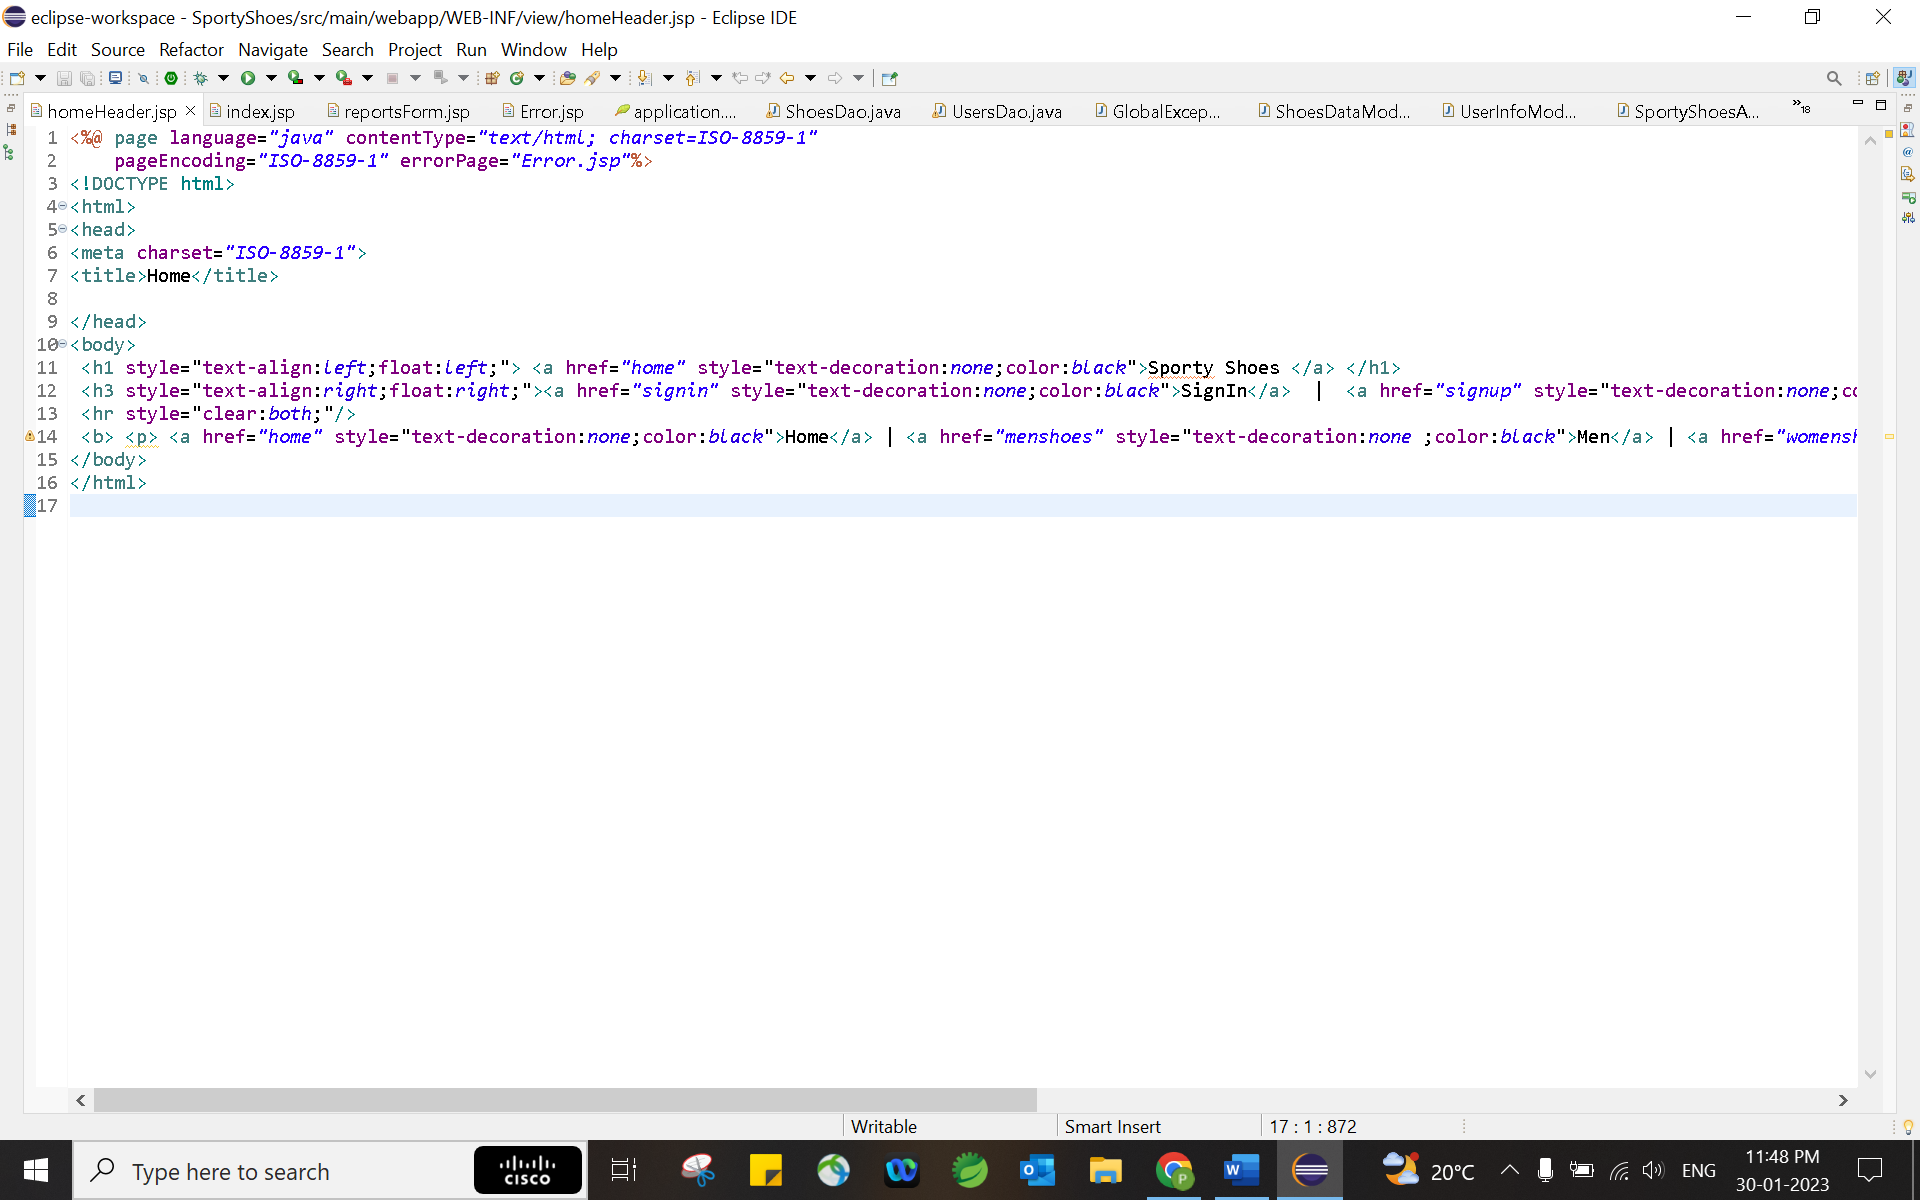 eclipse-workspace - SportyShoes/src/main/webapp/WEB-INF/view/homeHeader.jsp - Eclipse IDE
File Edit Source Refactor Navigate Search Project Run Window Help
homeHeader.jsp index.jsp reportsForm.jsp Error.jsp application.... ShoesDao.java UsersDao.java GlobalExcep... ShoesDataMod... UserInfoMod... SportyShoesA... »18
1 <%@ page language="java" contentType="text/html; charset=ISO-8859-1"
2 pageEncoding="ISO-8859-1" errorPage="Error.jsp"%>
3 <!DOCTYPE html>
4 <html>
5 <head>
6 <meta charset="ISO-8859-1">
7 <title>Home</title>
8
9 </head>
10 <body>
11 <h1 style="text-align:left;float:left;"> <a href="home" style="text-decoration:none;color:black">Sporty Shoes </a> </h1>
12 <h3 style="text-align:right;float:right;"><a href="signin" style="text-decoration:none;color:black">SignIn</a> | <a href="signup" style="text-decoration:none;co
13 <hr style="clear:both;"/>
14 <b> <p> <a href="home" style="text-decoration:none;color:black">Home</a> | <a href="menshoes" style="text-decoration:none ;color:black">Men</a> | <a href="womensh
15 </body>
16 </html>
17
Writable Smart Insert 17 : 1 : 872
Type here to search
cisco
20°C ENG
11:48 PM
30-01-2023